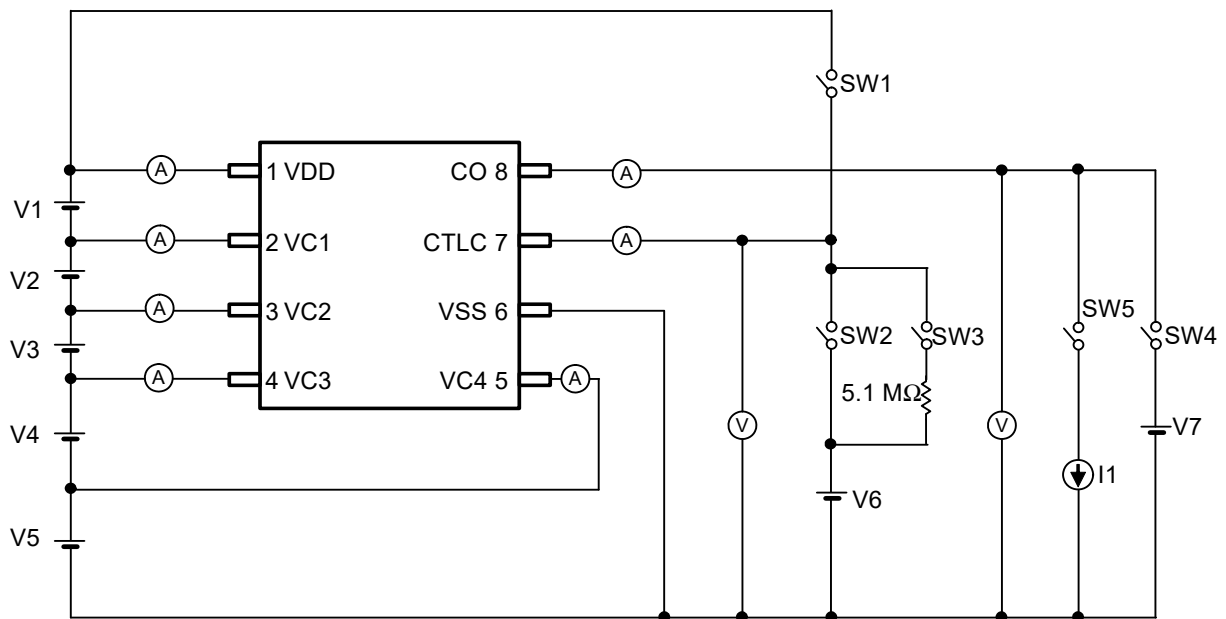 SW1
A
1 VDD
CO 8
A
V1
A
2 VC1
CTLC 7
A
V2
A
3 VC2
VSS 6
SW5
SW2
SW3
SW4
V3
A
4 VC3
VC4 5
A
5.1 MΩ
V4
V
V
V7
I1
V6
V5